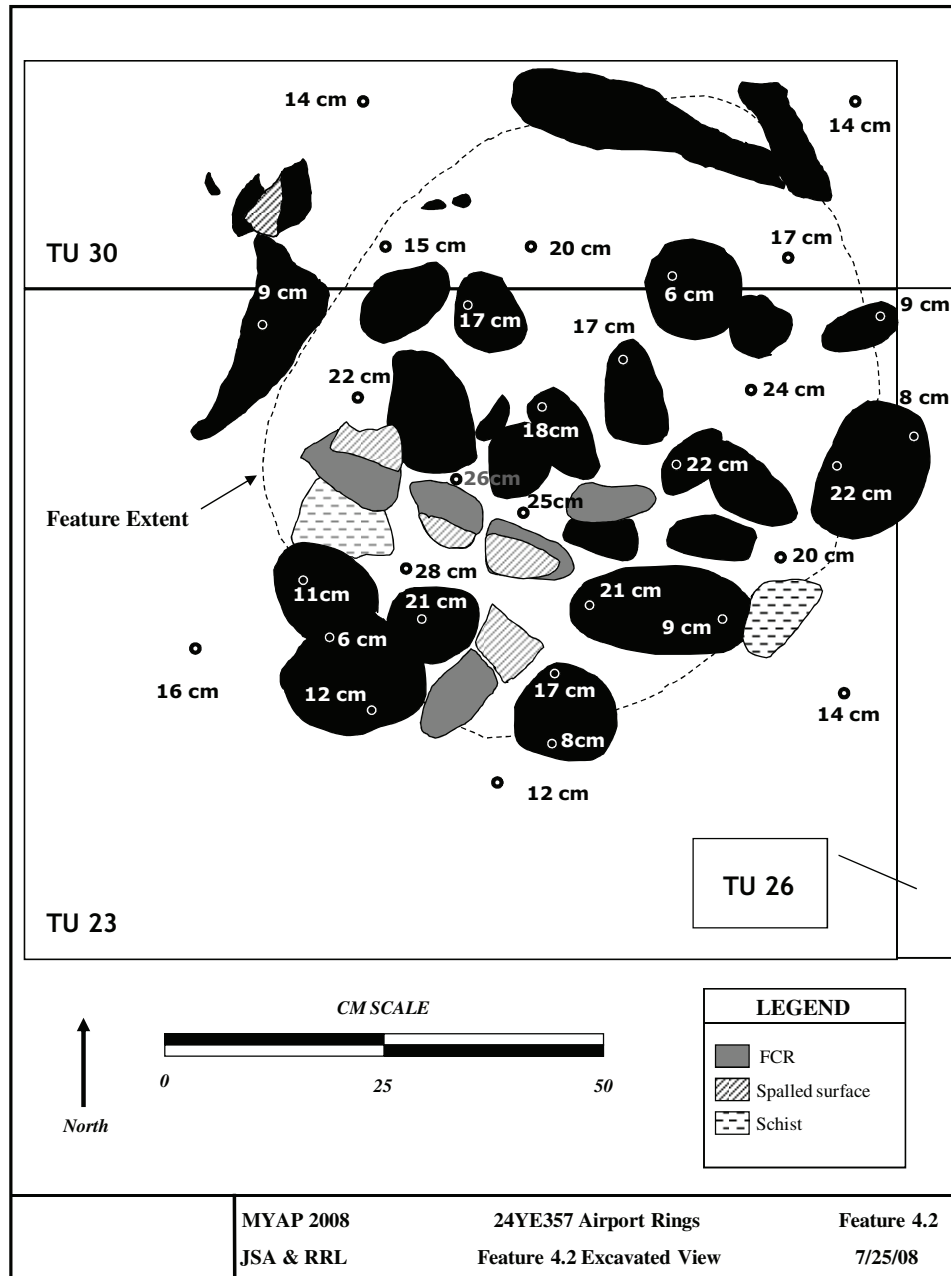 14 cm
14 cm
TU 30
15 cm
20 cm
17 cm
9 cm
17 cm
6 cm
9 cm
17 cm
22 cm
24 cm
8 cm
18cm
26cm
22 cm
22 cm
25cm
Feature Extent
28 cm
20 cm
11cm
21 cm
21 cm
6 cm
9 cm
16 cm
12 cm
17 cm
14 cm
8cm
12 cm
TU 26
TU 23
CM SCALE
0 25 50
North
LEGEND
FCR
Spalled surface
Schist
MYAP 2008 24YE357 Airport Rings Feature 4.2
JSA & RRL Feature 4.2 Excavated View 7/25/08